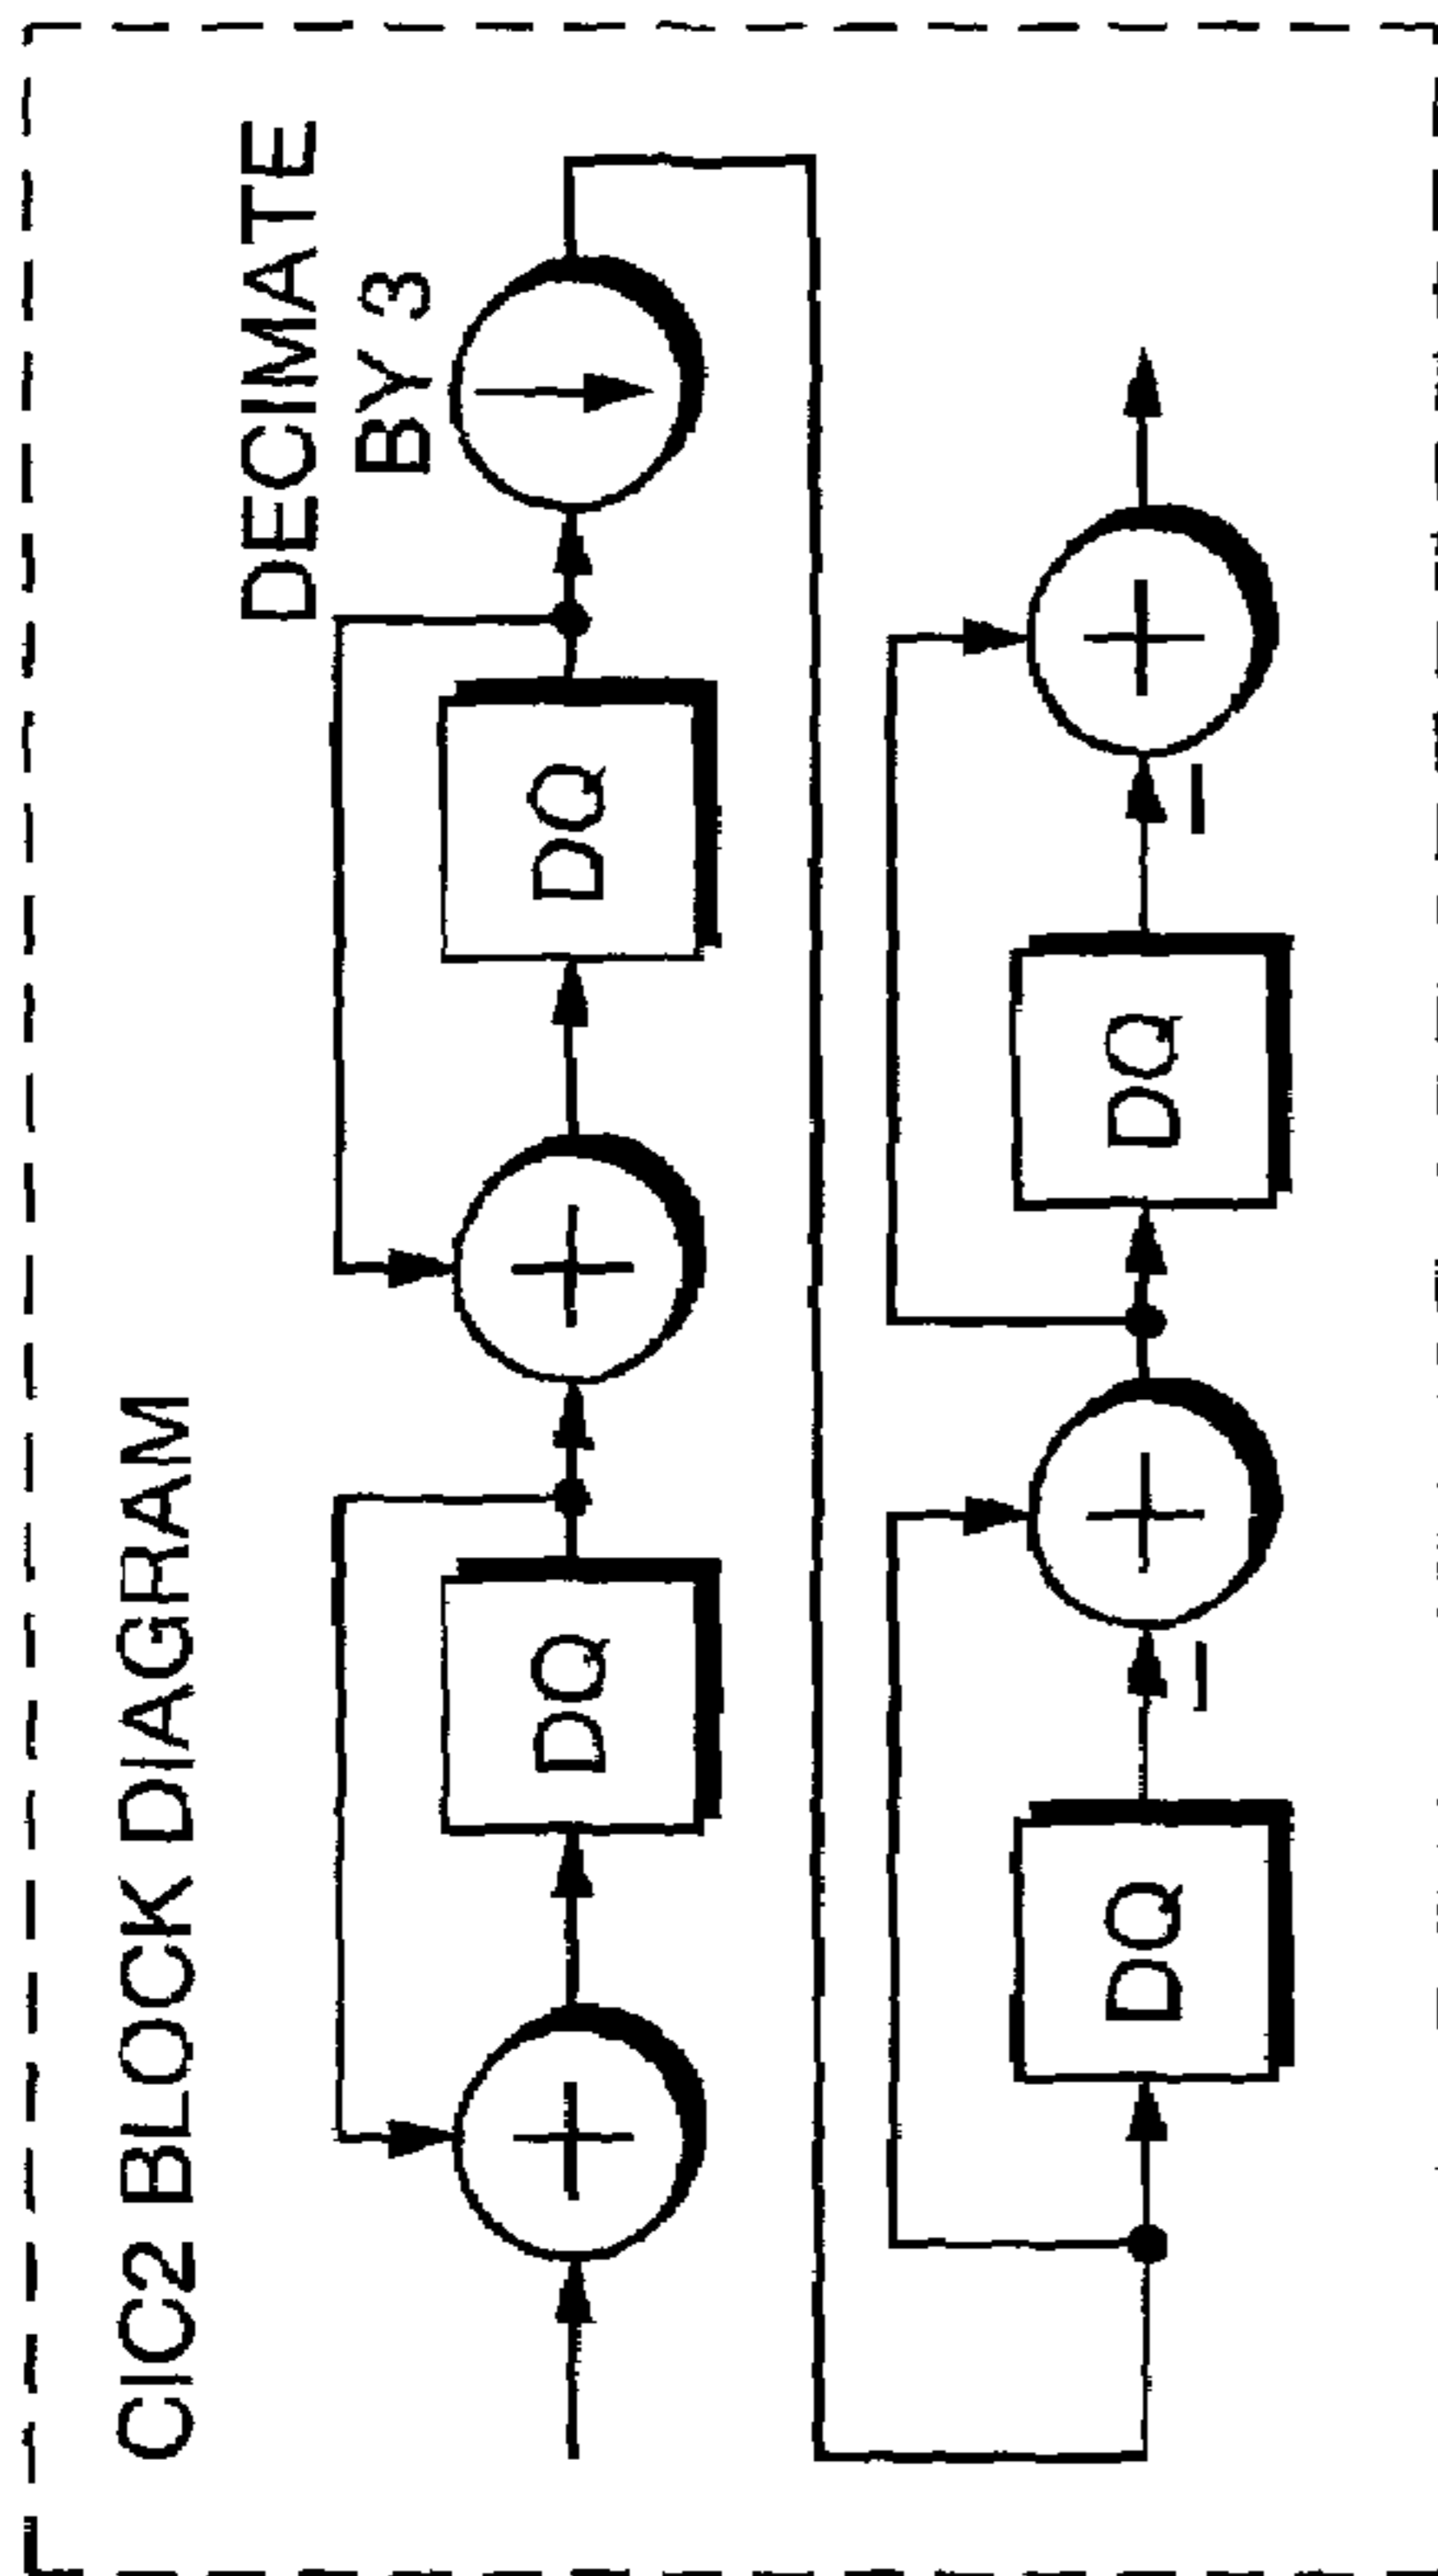 CIC2 BLOCK DIAGRAM
DECIMATE
BY 3
+
DQ
+
DQ
DQ
−
+
DQ
−
+